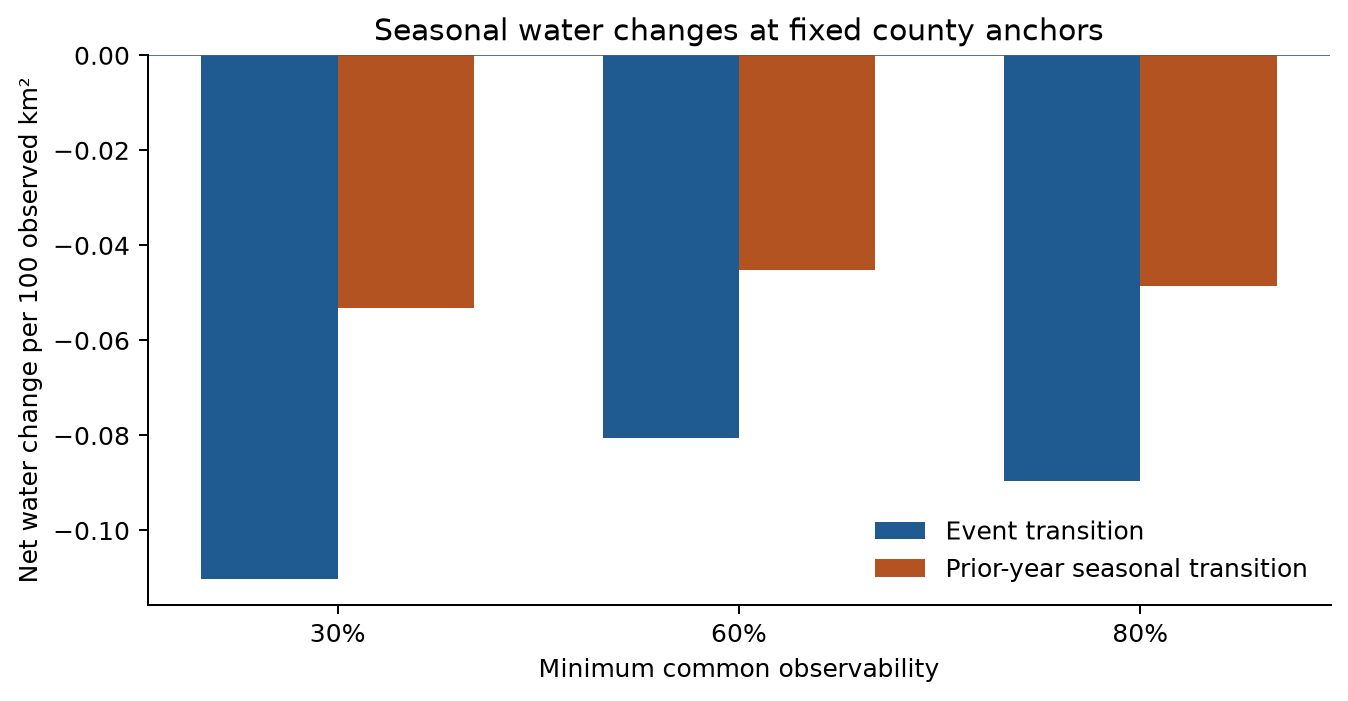 Seasonal water changes at fixed county anchors
Net water change per 100 observed km²
0.00
−0.02
−0.04
−0.06
−0.08
−0.10
Event transition
Prior-year seasonal transition
30%
60%
80%
Minimum common observability